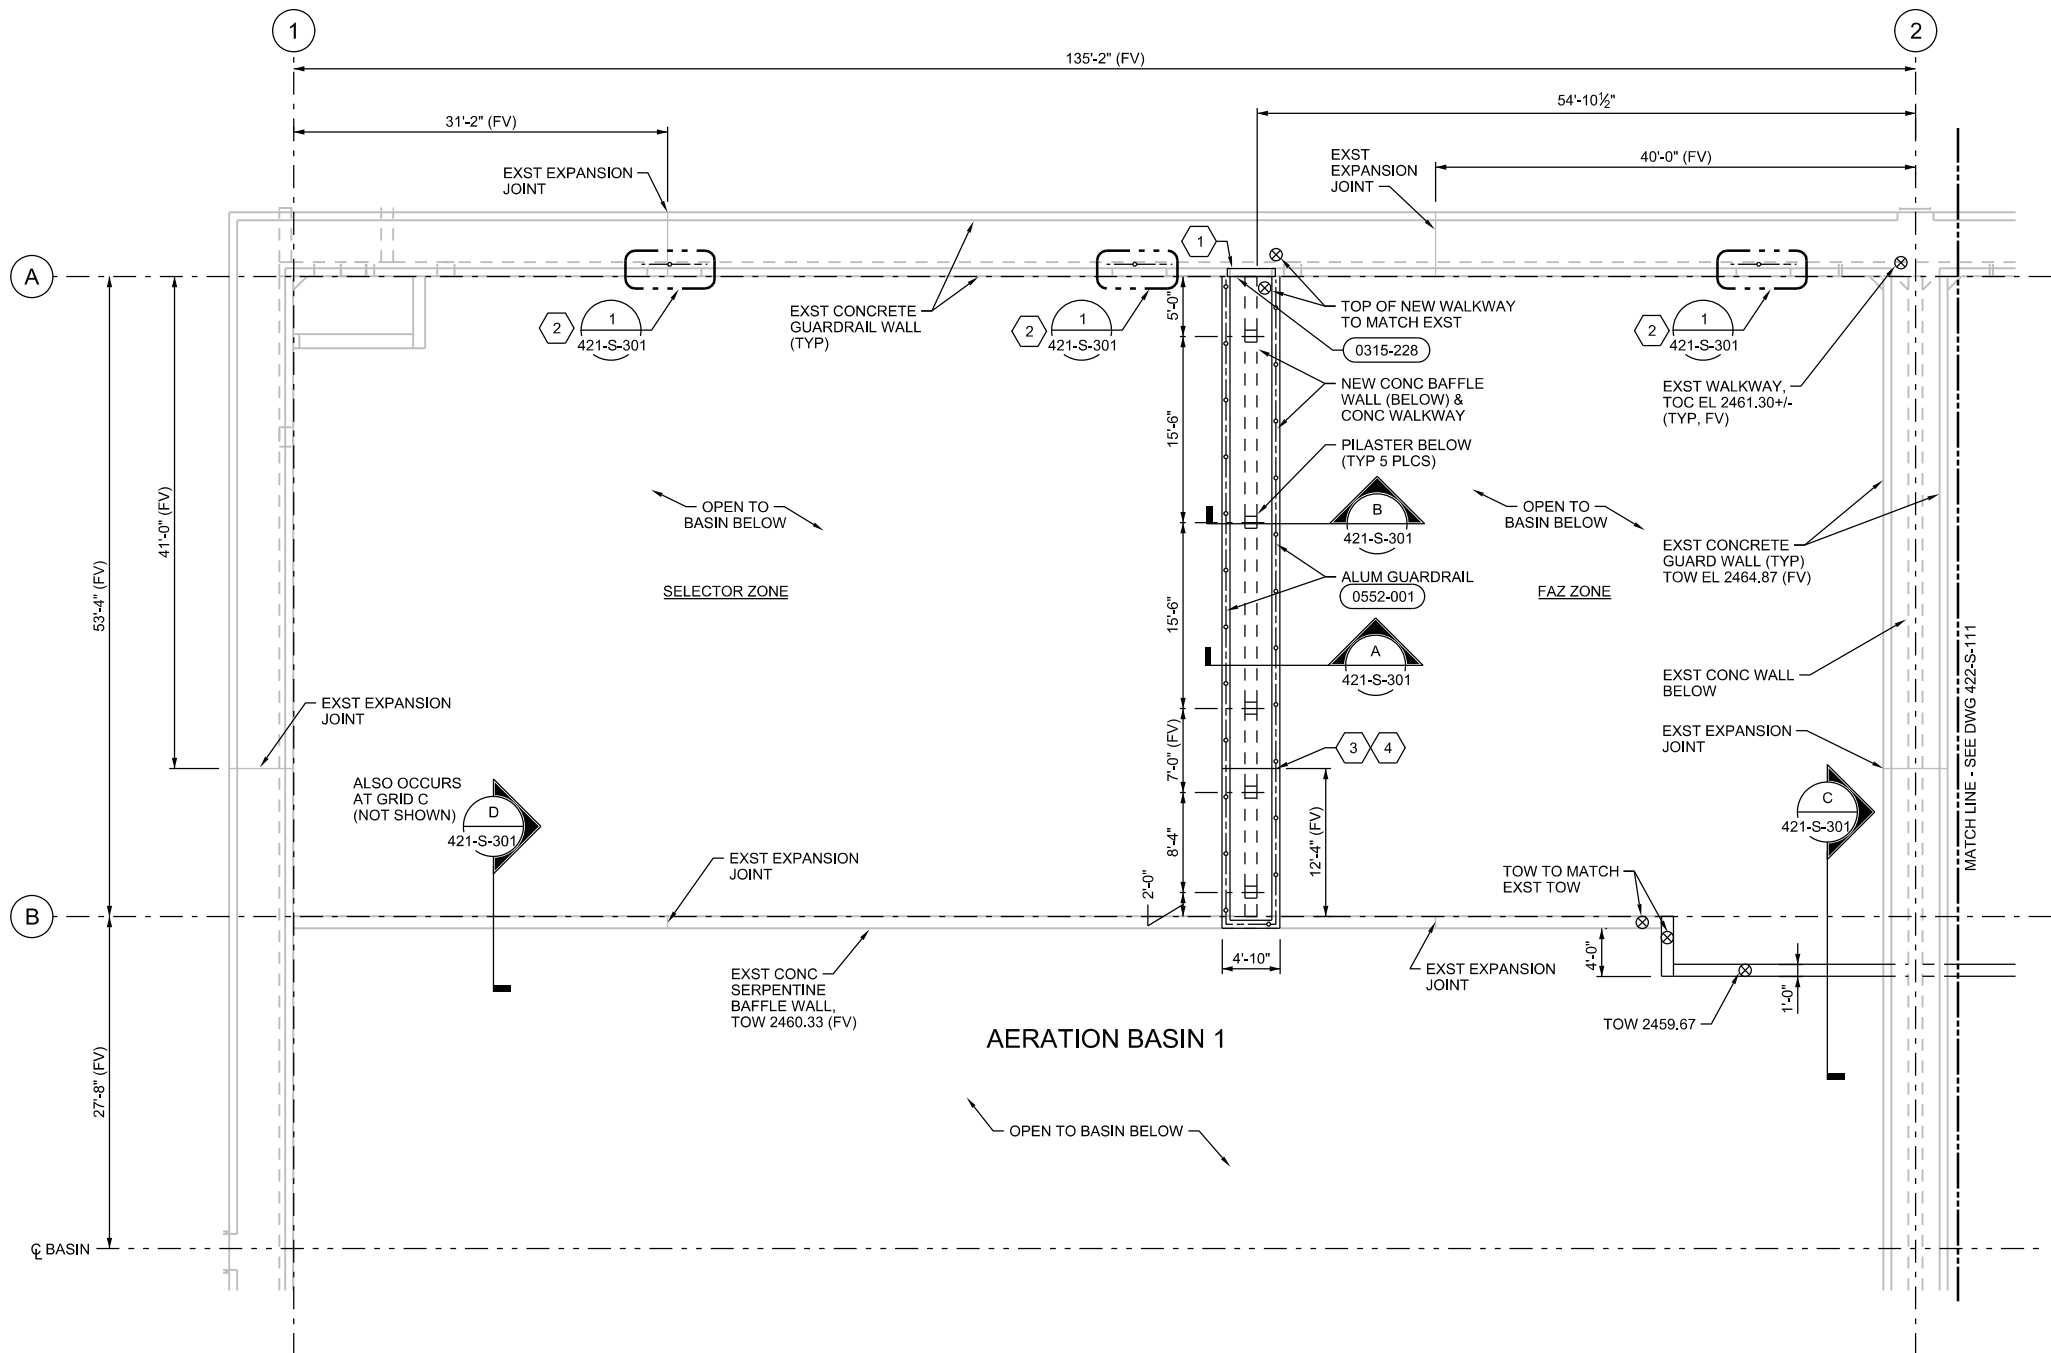 1
2
135'-2" (FV)
54'-10½"
31'-2" (FV)
40'-0" (FV)
EXST EXPANSION
JOINT
EXST
EXPANSION
JOINT
A
1
2
1
421-S-301
EXST CONCRETE
GUARDRAIL WALL
(TYP)
2
1
421-S-301
5'-0"
TOP OF NEW WALKWAY
TO MATCH EXST
0315-228
2
1
421-S-301
EXST WALKWAY,
TOC EL 2461.30+/-
(TYP, FV)
NEW CONC BAFFLE
WALL (BELOW) &
CONC WALKWAY
15'-6"
PILASTER BELOW
(TYP 5 PLCS)
41'-0" (FV)
53'-4" (FV)
OPEN TO
BASIN BELOW
B
421-S-301
OPEN TO
BASIN BELOW
EXST CONCRETE
GUARD WALL (TYP)
TOW EL 2464.87 (FV)
SELECTOR ZONE
15'-6"
ALUM GUARDRAIL
0552-001
FAZ ZONE
A
421-S-301
EXST CONC WALL
BELOW
MATCH LINE - SEE DWG 422-S-111
EXST EXPANSION
JOINT
7'-0" (FV)
3
4
EXST EXPANSION
JOINT
ALSO OCCURS
AT GRID C
(NOT SHOWN)
D
421-S-301
C
421-S-301
8'-4"
12'-4" (FV)
EXST EXPANSION
JOINT
2'-0"
TOW TO MATCH
EXST TOW
B
4'-10"
4'-0"
1'-0"
EXST CONC
SERPENTINE
BAFFLE WALL,
TOW 2460.33 (FV)
EXST EXPANSION
JOINT
TOW 2459.67
AERATION BASIN 1
27'-8" (FV)
OPEN TO BASIN BELOW
℄ BASIN